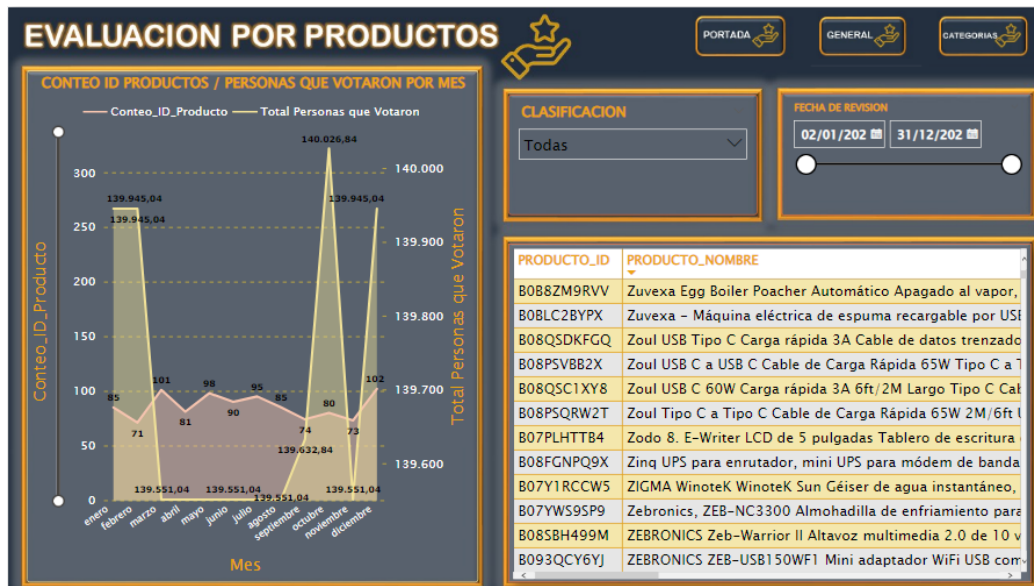 EVALUACION POR PRODUCTOS
PORTADA
GENERAL
CATEGORIAS
CONTEO ID PRODUCTOS / PERSONAS QUE VOTARON POR MES
Conteo_ID_Producto
Total Personas que Votaron
140.026,84
139.945,04
139.945,04
139.945,04
300
250
200
150
100
50
0
140.000
139.900
139.800
139.700
139.600
Conteo_ID_Producto
Total Personas que Votaron
85
71
101
81
98
90
95
85
74
80
73
102
139.632,84
139.551,04
139.551,04
139.551,04
139.551,04
enero
febrero
marzo
abril
mayo
junio
julio
agosto
septiembre
octubre
noviembre
diciembre
Mes
CLASIFICACION
Todas
FECHA DE REVISION
02/01/202
31/12/202
PRODUCTO_ID PRODUCTO_NOMBRE
B0B8ZM9RVV Zuvexa Egg Boiler Poacher Automático Apagado al vapor,
B0BLC2BYPX Zuvexa - Máquina eléctrica de espuma recargable por USB
B08QSDKFGQ Zoul USB Tipo C Carga rápida 3A Cable de datos trenzado
B08PSVBB2X Zoul USB C a USB C Cable de Carga Rápida 65W Tipo C a T
B08QSC1XY8 Zoul USB C 60W Carga rápida 3A 6ft/2M Largo Tipo C Cab
B08PSQRW2T Zoul Tipo C a Tipo C Cable de Carga Rápida 65W 2M/6ft
B07PLHTTB4 Zodo 8. E-Writer LCD de 5 pulgadas Tablero de escritura
B08FGNPQ9X Zinq UPS para enrutador, mini UPS para módem de banda
B07Y1RCCW5 ZIGMA WinoteK WinoteK Sun Géiser de agua instantáneo,
B07YWS9SP9 Zebronics, ZEB-NC3300 Almohadilla de enfriamiento para
B08SBH499M ZEBRONICS Zeb-Warrior II Altavoz multimedia 2.0 de 10 v
B093QCY6YJ ZEBRONICS ZEB-USB150WF1 Mini adaptador WiFi USB com